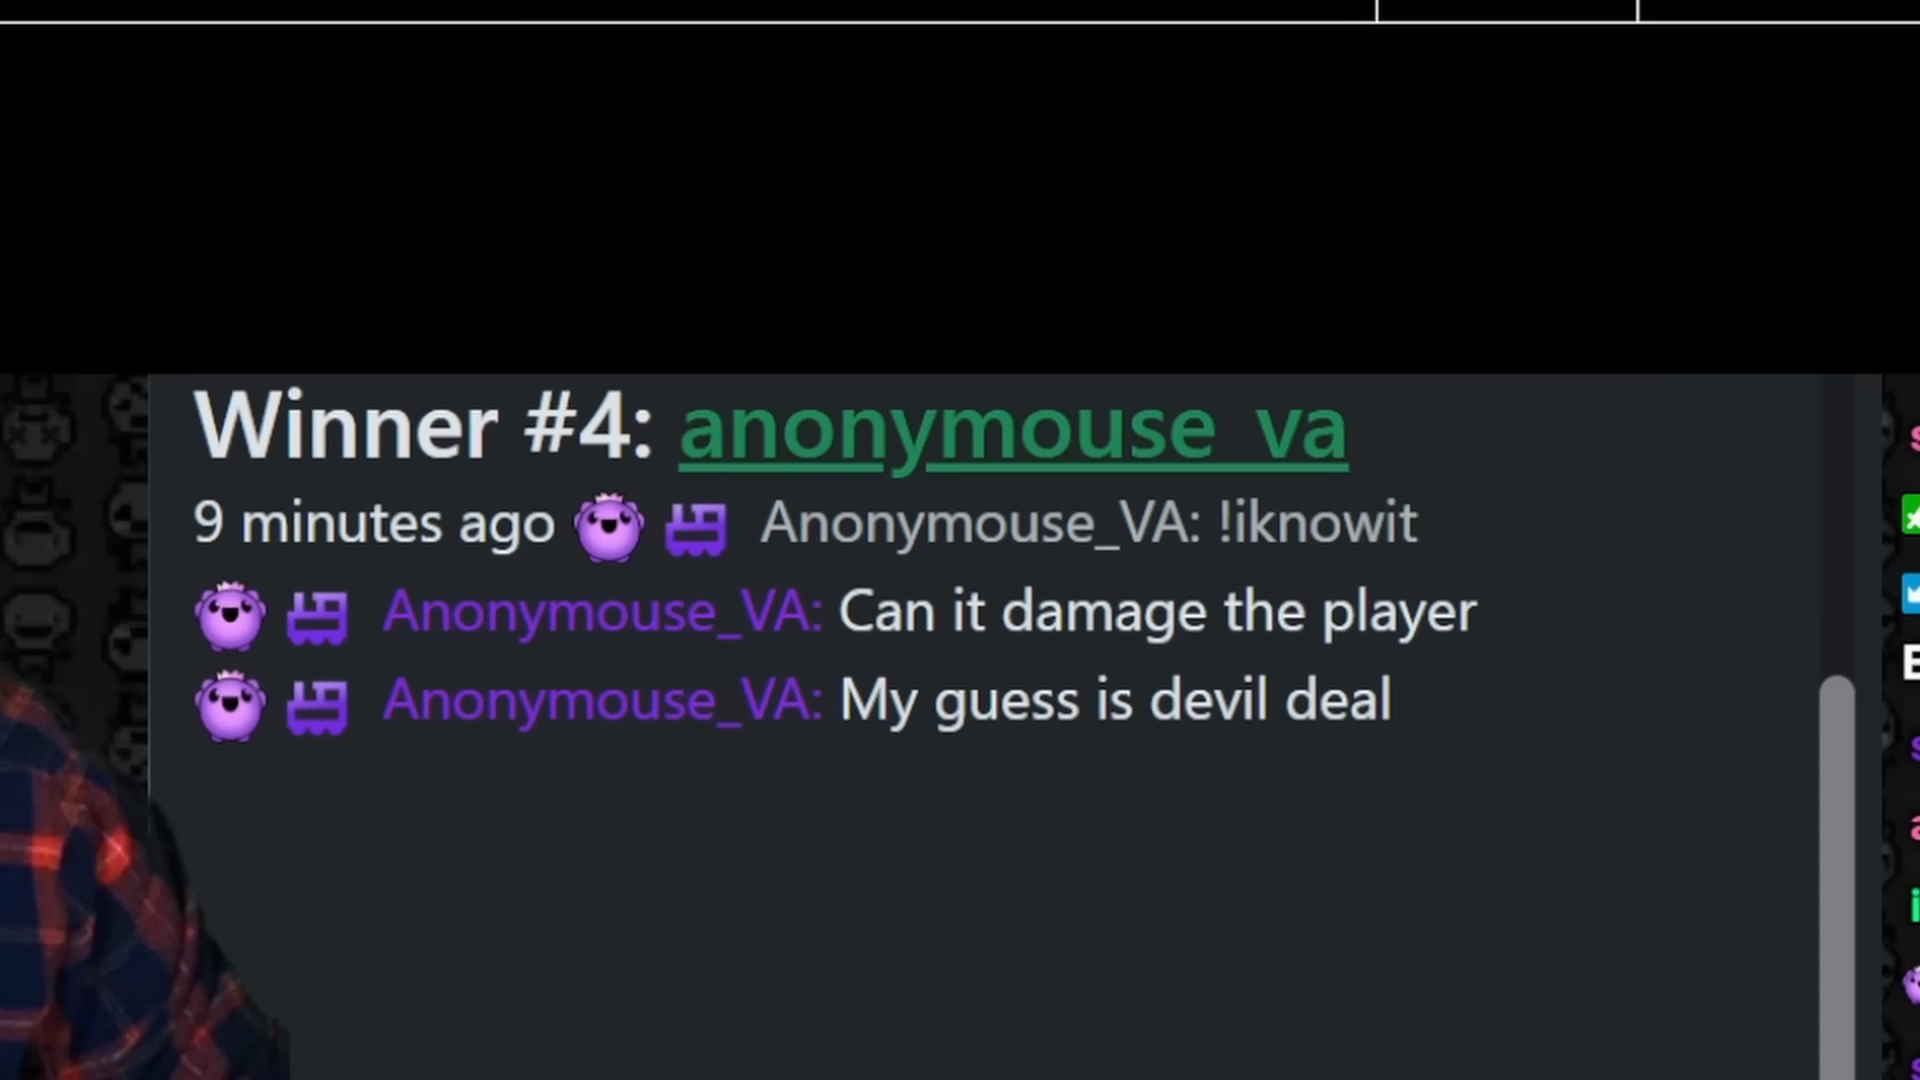 Winner #4: anonymouse_va
9 minutes ago Anonymouse_VA: !iknowit
Anonymouse_VA: Can it damage the player
Anonymouse_VA: My guess is devil deal